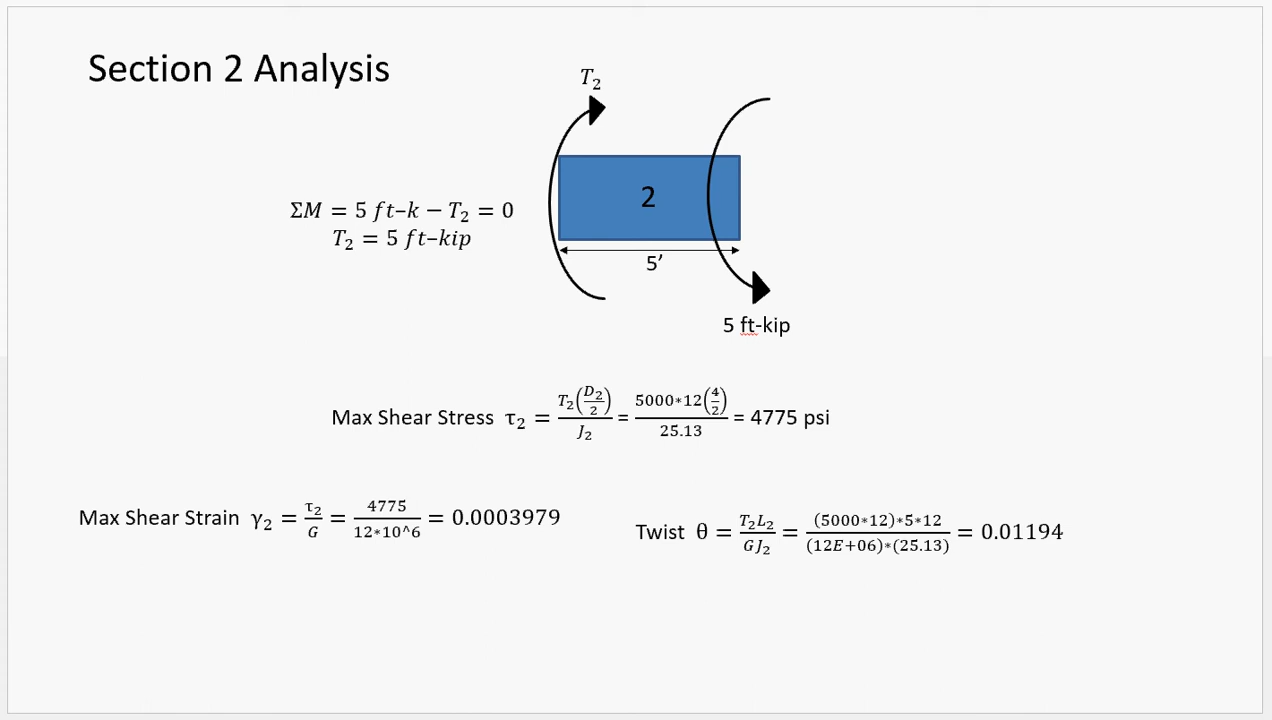 Section 2 Analysis
T₂
ΣM = 5 ft–k − T₂ = 0
T₂ = 5 ft–kip
2
5’
5 ft-kip
Max Shear Stress τ₂ = T₂(D₂/2)/J₂ = 5000*12(4/2)/25.13 = 4775 psi
Max Shear Strain γ₂ = τ₂/G = 4775/12*10^6 = 0.0003979
Twist θ = T₂L₂/GJ₂ = (5000*12)*5*12/(12E+06)*(25.13) = 0.01194